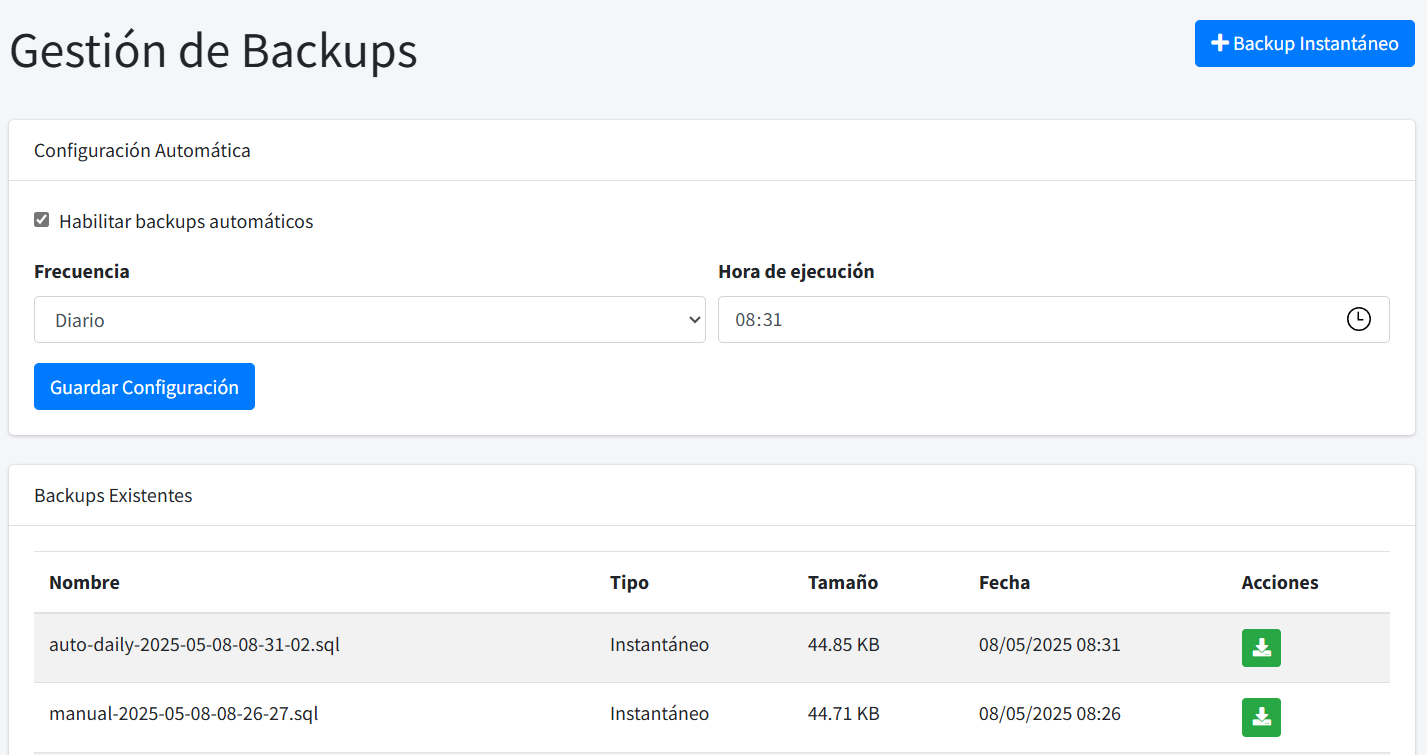 Gestión de Backups
Backup Instantáneo
Configuración Automática
Habilitar backups automáticos
Frecuencia Hora de ejecución
Diario 08:31
Guardar Configuración
Backups Existentes
Nombre Tipo Tamaño Fecha Acciones
auto-daily-2025-05-08-08-31-02.sql Instantáneo 44.85 KB 08/05/2025 08:31
manual-2025-05-08-08-26-27.sql Instantáneo 44.71 KB 08/05/2025 08:26